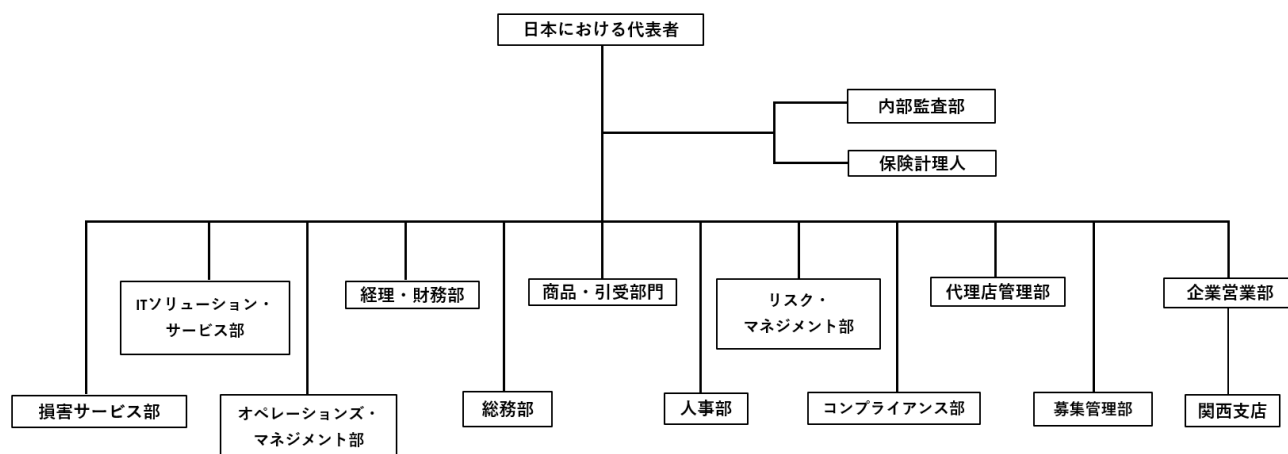 日本における代表者
内部監査部
保険計理人
ITソリューション・
サービス部
経理・財務部
商品・引受部門
リスク・
マネジメント部
代理店管理部
企業営業部
損害サービス部
オペレーションズ・
マネジメント部
総務部
人事部
コンプライアンス部
募集管理部
関西支店